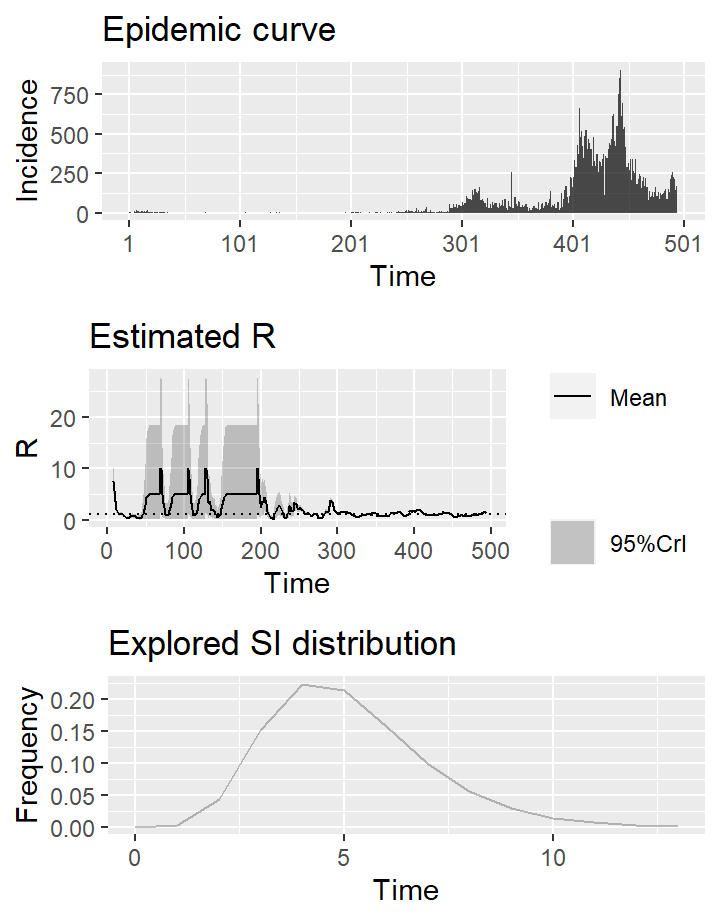 Epidemic curve
Incidence
750
500
250
0
1 101 201 301 401 501
Time
Estimated R
R
20
10
0
0 100 200 300 400 500
Time
Mean
95%CrI
Explored SI distribution
Frequency
0.20
0.15
0.10
0.05
0.00
0 5 10
Time